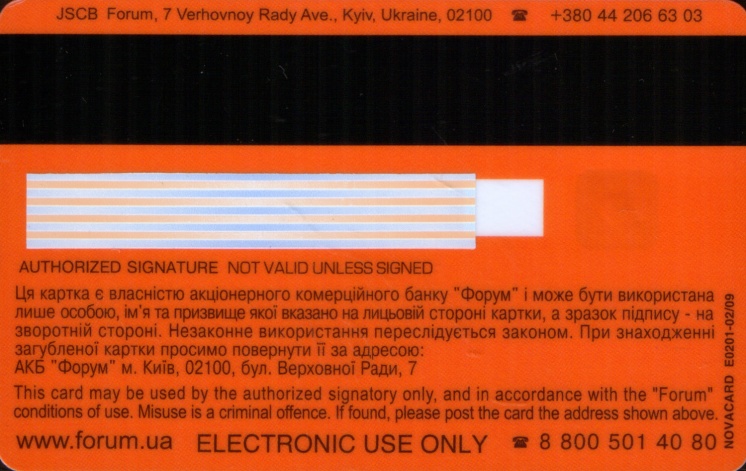 JSCB Forum, 7 Verhovnoy Rady Ave., Kyiv, Ukraine, 02100 ☎ +380 44 206 63 03
AUTHORIZED SIGNATURE NOT VALID UNLESS SIGNED
Ця картка є власністю акціонерного комерційного банку "Форум" і може бути використана
лише особою, ім'я та призвище якої вказано на лицьовій стороні картки, а зразок підпису - на
зворотній стороні. Незаконне використання переслідується законом. При знаходженні
загубленої картки просимо повернути її за адресою:
АКБ "Форум" м. Київ, 02100, бул. Верховної Ради, 7
This card may be used by the authorized signatory only, and in accordance with the "Forum"
conditions of use. Misuse is a criminal offence. If found, please post the card the address shown above.
www.forum.ua ELECTRONIC USE ONLY ☎ 8 800 501 40 80
NOVACARD E0201-02/09